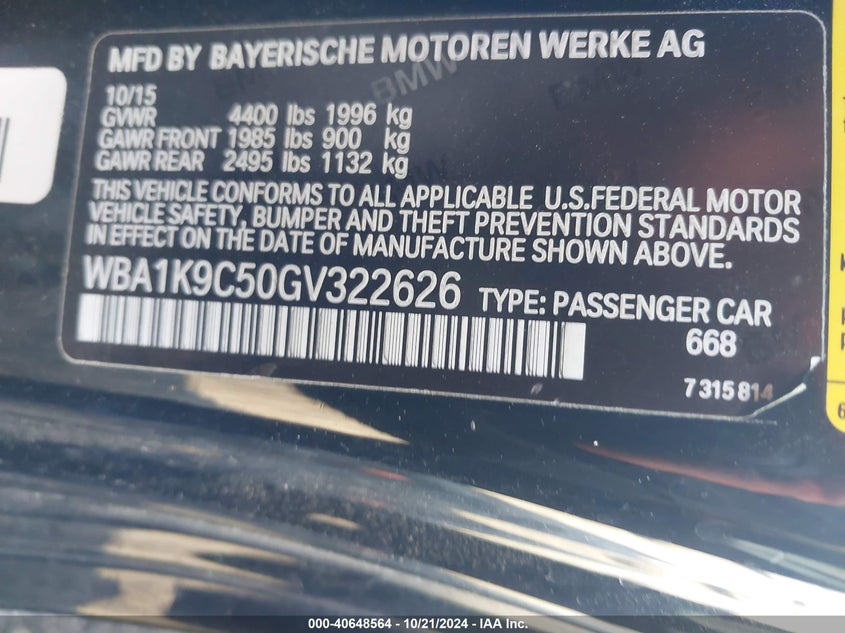 MFD BY BAYERISCHE MOTOREN WERKE AG
10/15
GVWR 4400 lbs 1996 kg
GAWR FRONT 1985 lbs 900 kg
GAWR REAR 2495 lbs 1132 kg
THIS VEHICLE CONFORMS TO ALL APPLICABLE U.S.FEDERAL MOTOR
VEHICLE SAFETY, BUMPER AND THEFT PREVENTION STANDARDS
IN EFFECT ON THE DATE OF MANUFACTURE SHOWN ABOVE.
WBA1K9C50GV322626 TYPE: PASSENGER CAR
668
7 315 814
000-40648564 | 10/21/2024 - IAA Inc.